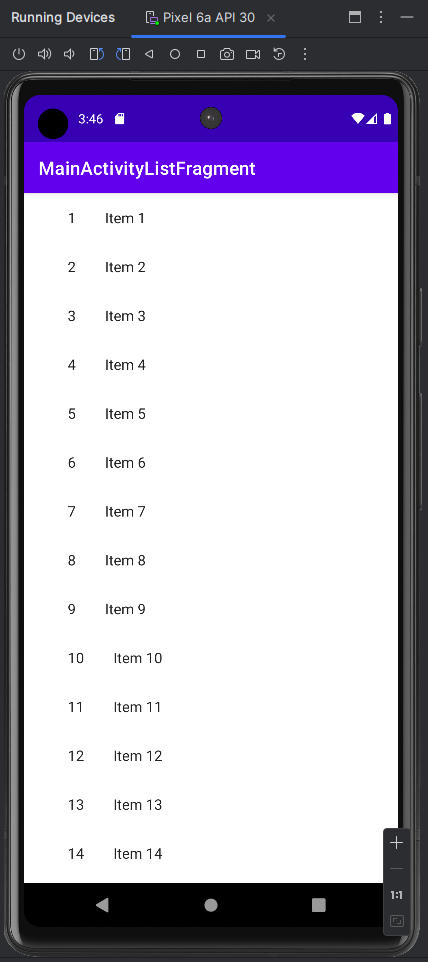 Running Devices Pixel 6a API 30
3:46
MainActivityListFragment
1 Item 1
2 Item 2
3 Item 3
4 Item 4
5 Item 5
6 Item 6
7 Item 7
8 Item 8
9 Item 9
10 Item 10
11 Item 11
12 Item 12
13 Item 13
14 Item 14
1:1